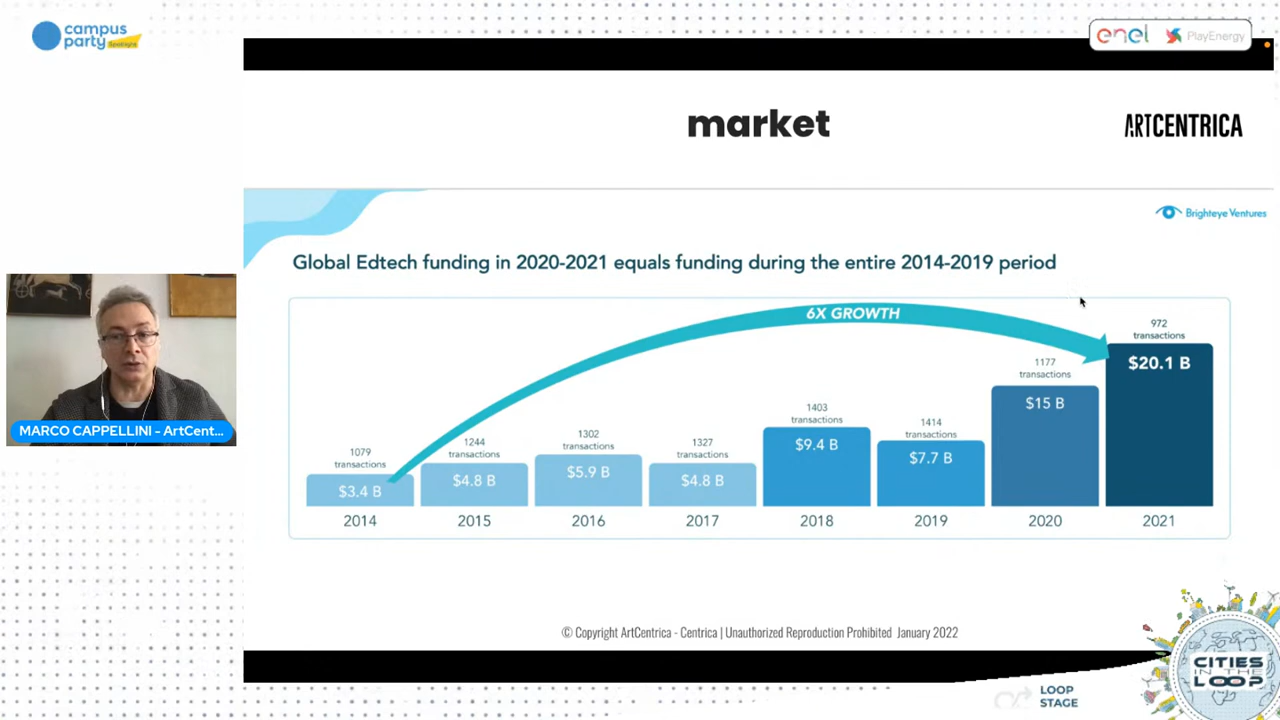 campus
party
enel
PlayEnergy
market
ARTCENTRICA
Brighteye Ventures
Global Edtech funding in 2020-2021 equals funding during the entire 2014-2019 period
6X GROWTH
1079
transactions
$3.4 B
2014
1244
transactions
$4.8 B
2015
1302
transactions
$5.9 B
2016
1327
transactions
$4.8 B
2017
1403
transactions
$9.4 B
2018
1414
transactions
$7.7 B
2019
1177
transactions
$15 B
2020
972
transactions
$20.1 B
2021
MARCO CAPPELLINI - ArtCent...
© Copyright ArtCentrica - Centrica | Unauthorized Reproduction Prohibited January 2022
CITIES
IN THE
LOOP
LOOP
STAGE